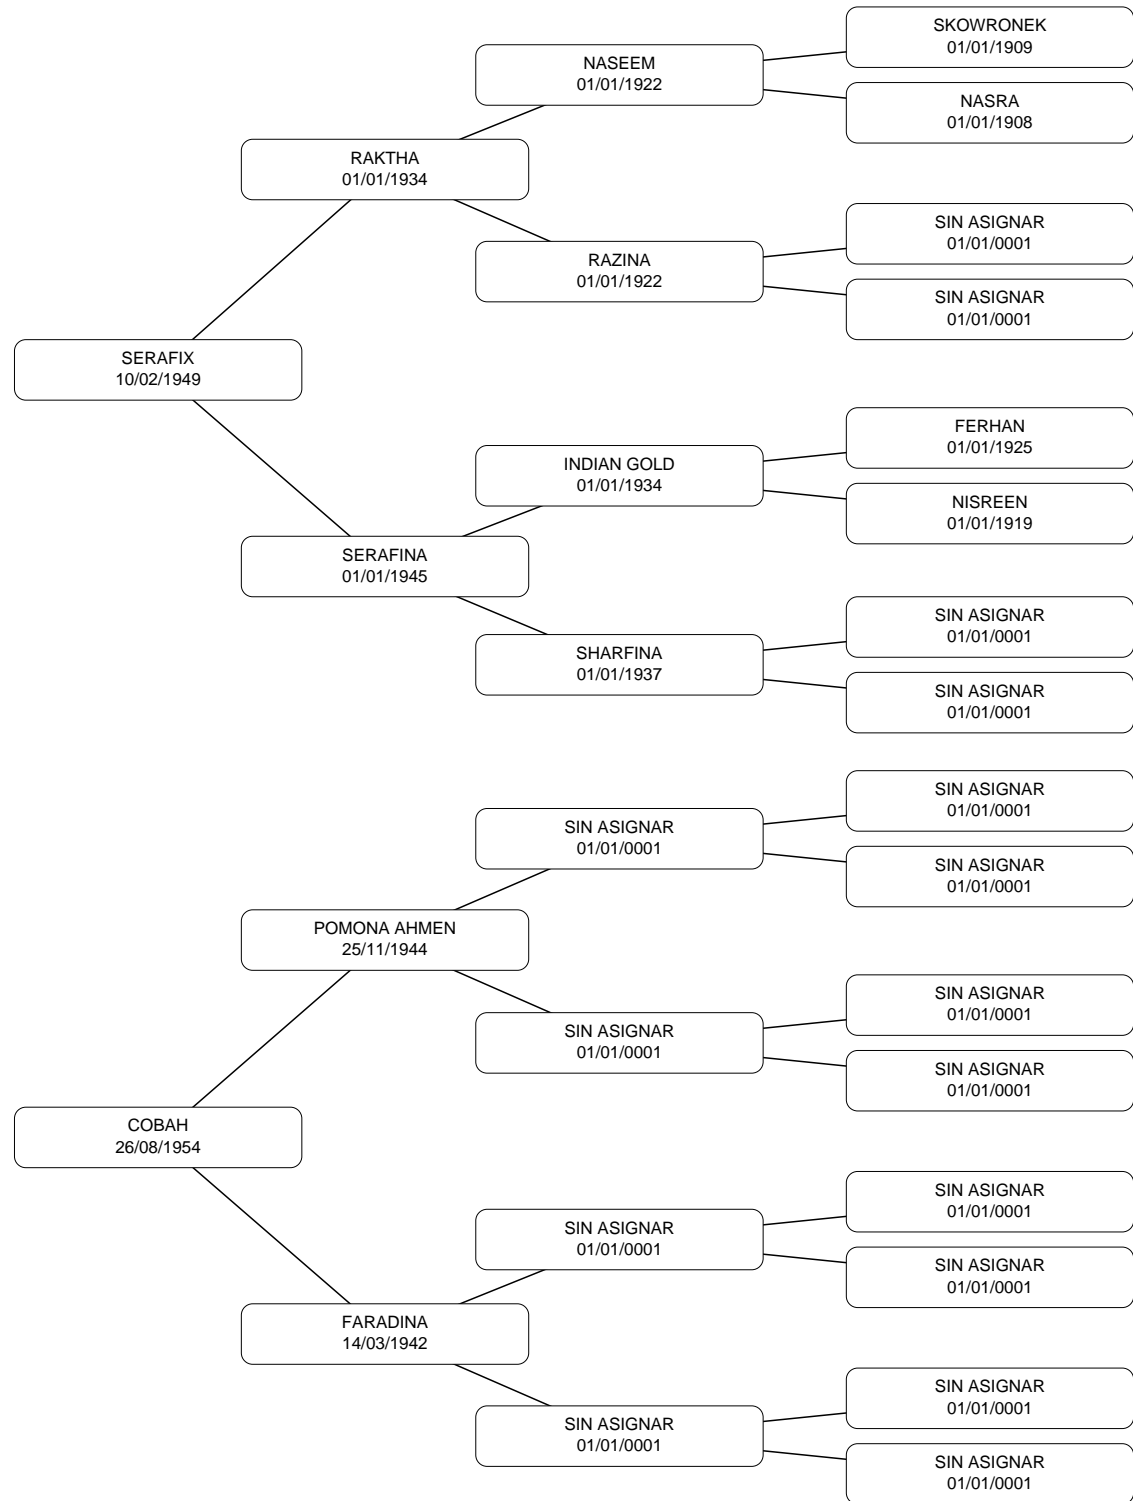 SKOWRONEK
01/01/1909
NASEEM
01/01/1922
NASRA
01/01/1908
RAKTHA
01/01/1934
SIN ASIGNAR
01/01/0001
RAZINA
01/01/1922
SIN ASIGNAR
01/01/0001
SERAFIX
10/02/1949
FERHAN
01/01/1925
INDIAN GOLD
01/01/1934
NISREEN
01/01/1919
SERAFINA
01/01/1945
SIN ASIGNAR
01/01/0001
SHARFINA
01/01/1937
SIN ASIGNAR
01/01/0001
SIN ASIGNAR
01/01/0001
SIN ASIGNAR
01/01/0001
SIN ASIGNAR
01/01/0001
POMONA AHMEN
25/11/1944
SIN ASIGNAR
01/01/0001
SIN ASIGNAR
01/01/0001
SIN ASIGNAR
01/01/0001
COBAH
26/08/1954
SIN ASIGNAR
01/01/0001
SIN ASIGNAR
01/01/0001
SIN ASIGNAR
01/01/0001
FARADINA
14/03/1942
SIN ASIGNAR
01/01/0001
SIN ASIGNAR
01/01/0001
SIN ASIGNAR
01/01/0001